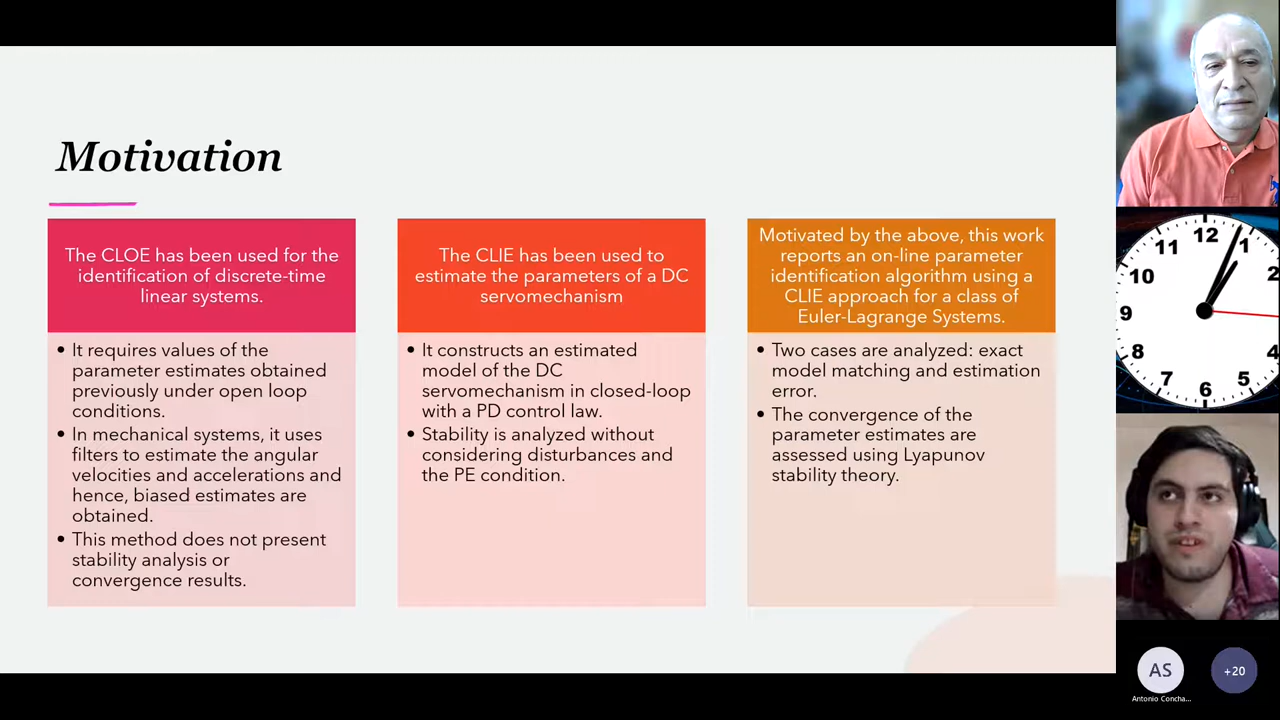 Motivation
The CLOE has been used for the
identification of discrete-time
linear systems.
• It requires values of the
parameter estimates obtained
previously under open loop
conditions.
• In mechanical systems, it uses
filters to estimate the angular
velocities and accelerations and
hence, biased estimates are
obtained.
• This method does not present
stability analysis or
convergence results.
The CLIE has been used to
estimate the parameters of a DC
servomechanism
• It constructs an estimated
model of the DC
servomechanism in closed-loop
with a PD control law.
• Stability is analyzed without
considering disturbances and
the PE condition.
Motivated by the above, this work
reports an on-line parameter
identification algorithm using a
CLIE approach for a class of
Euler-Lagrange Systems.
• Two cases are analyzed: exact
model matching and estimation
error.
• The convergence of the
parameter estimates are
assessed using Lyapunov
stability theory.
12
11 1
10 2
9
8 4
7 5
6
AS +20
Antonio Concha...